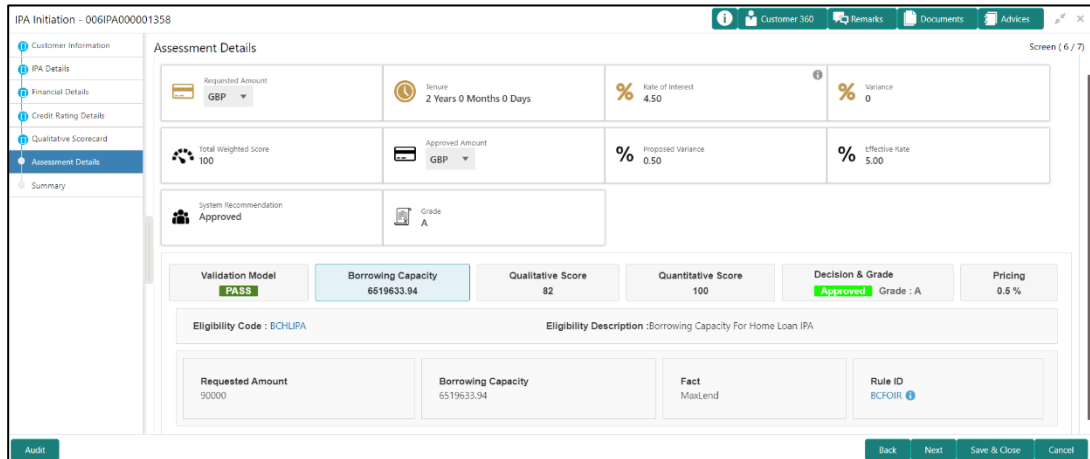 IPA Initiation - 006IPA000001358
Customer 360
Remarks
Documents
Advices
Customer Information
IPA Details
Financial Details
Credit Rating Details
Qualitative Scorecard
Assessment Details
Summary
Assessment Details
Screen ( 6 / 7)
Requested Amount
GBP
Tenure
2 Years 0 Months 0 Days
Rate of Interest
4.50
Variance
0
Total Weighted Score
100
Approved Amount
GBP
Proposed Variance
0.50
Effective Rate
5.00
System Recommendation
Approved
Grade
A
Validation Model
PASS
Borrowing Capacity
6519633.94
Qualitative Score
82
Quantitative Score
100
Decision & Grade
Approved Grade : A
Pricing
0.5 %
Eligibility Code : BCHLIPA
Eligibility Description :Borrowing Capacity For Home Loan IPA
Requested Amount
90000
Borrowing Capacity
6519633.94
Fact
MaxLend
Rule ID
BCFOIR
Audit
Back
Next
Save & Close
Cancel